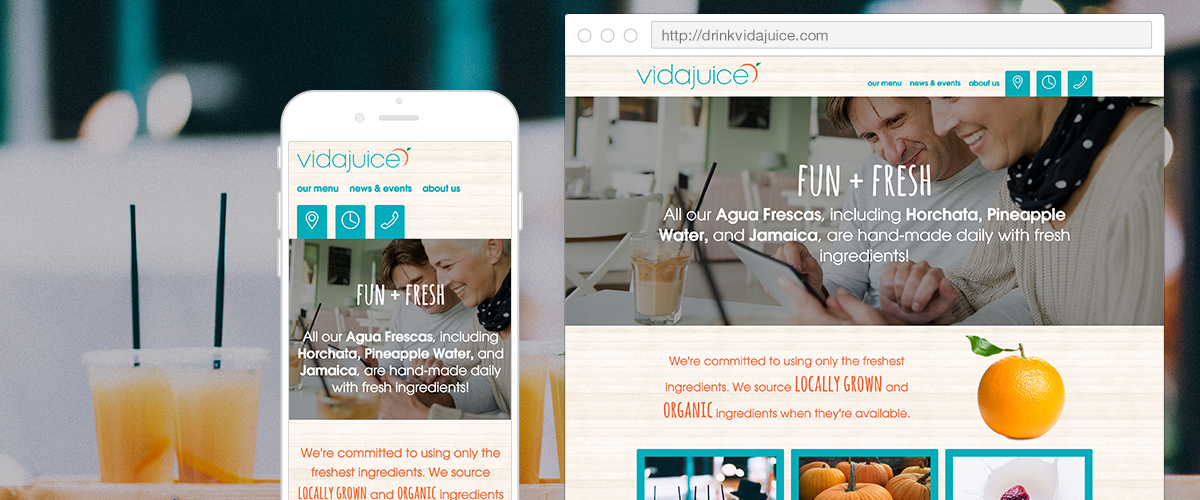 vidajuice
our menu news & events about us
FUN + FRESH
All our Agua Frescas, including
Horchata, Pineapple Water, and
Jamaica, are hand-made daily
with fresh ingredients!
We're committed to using only the
freshest ingredients. We source
LOCALLY GROWN and ORGANIC ingredients
http://drinkvidajuice.com
vidajuice
our menu news & events about us
FUN + FRESH
All our Agua Frescas, including Horchata, Pineapple
Water, and Jamaica, are hand-made daily with fresh
ingredients!
We're committed to using only the freshest
ingredients. We source LOCALLY GROWN and
ORGANIC ingredients when they're available.